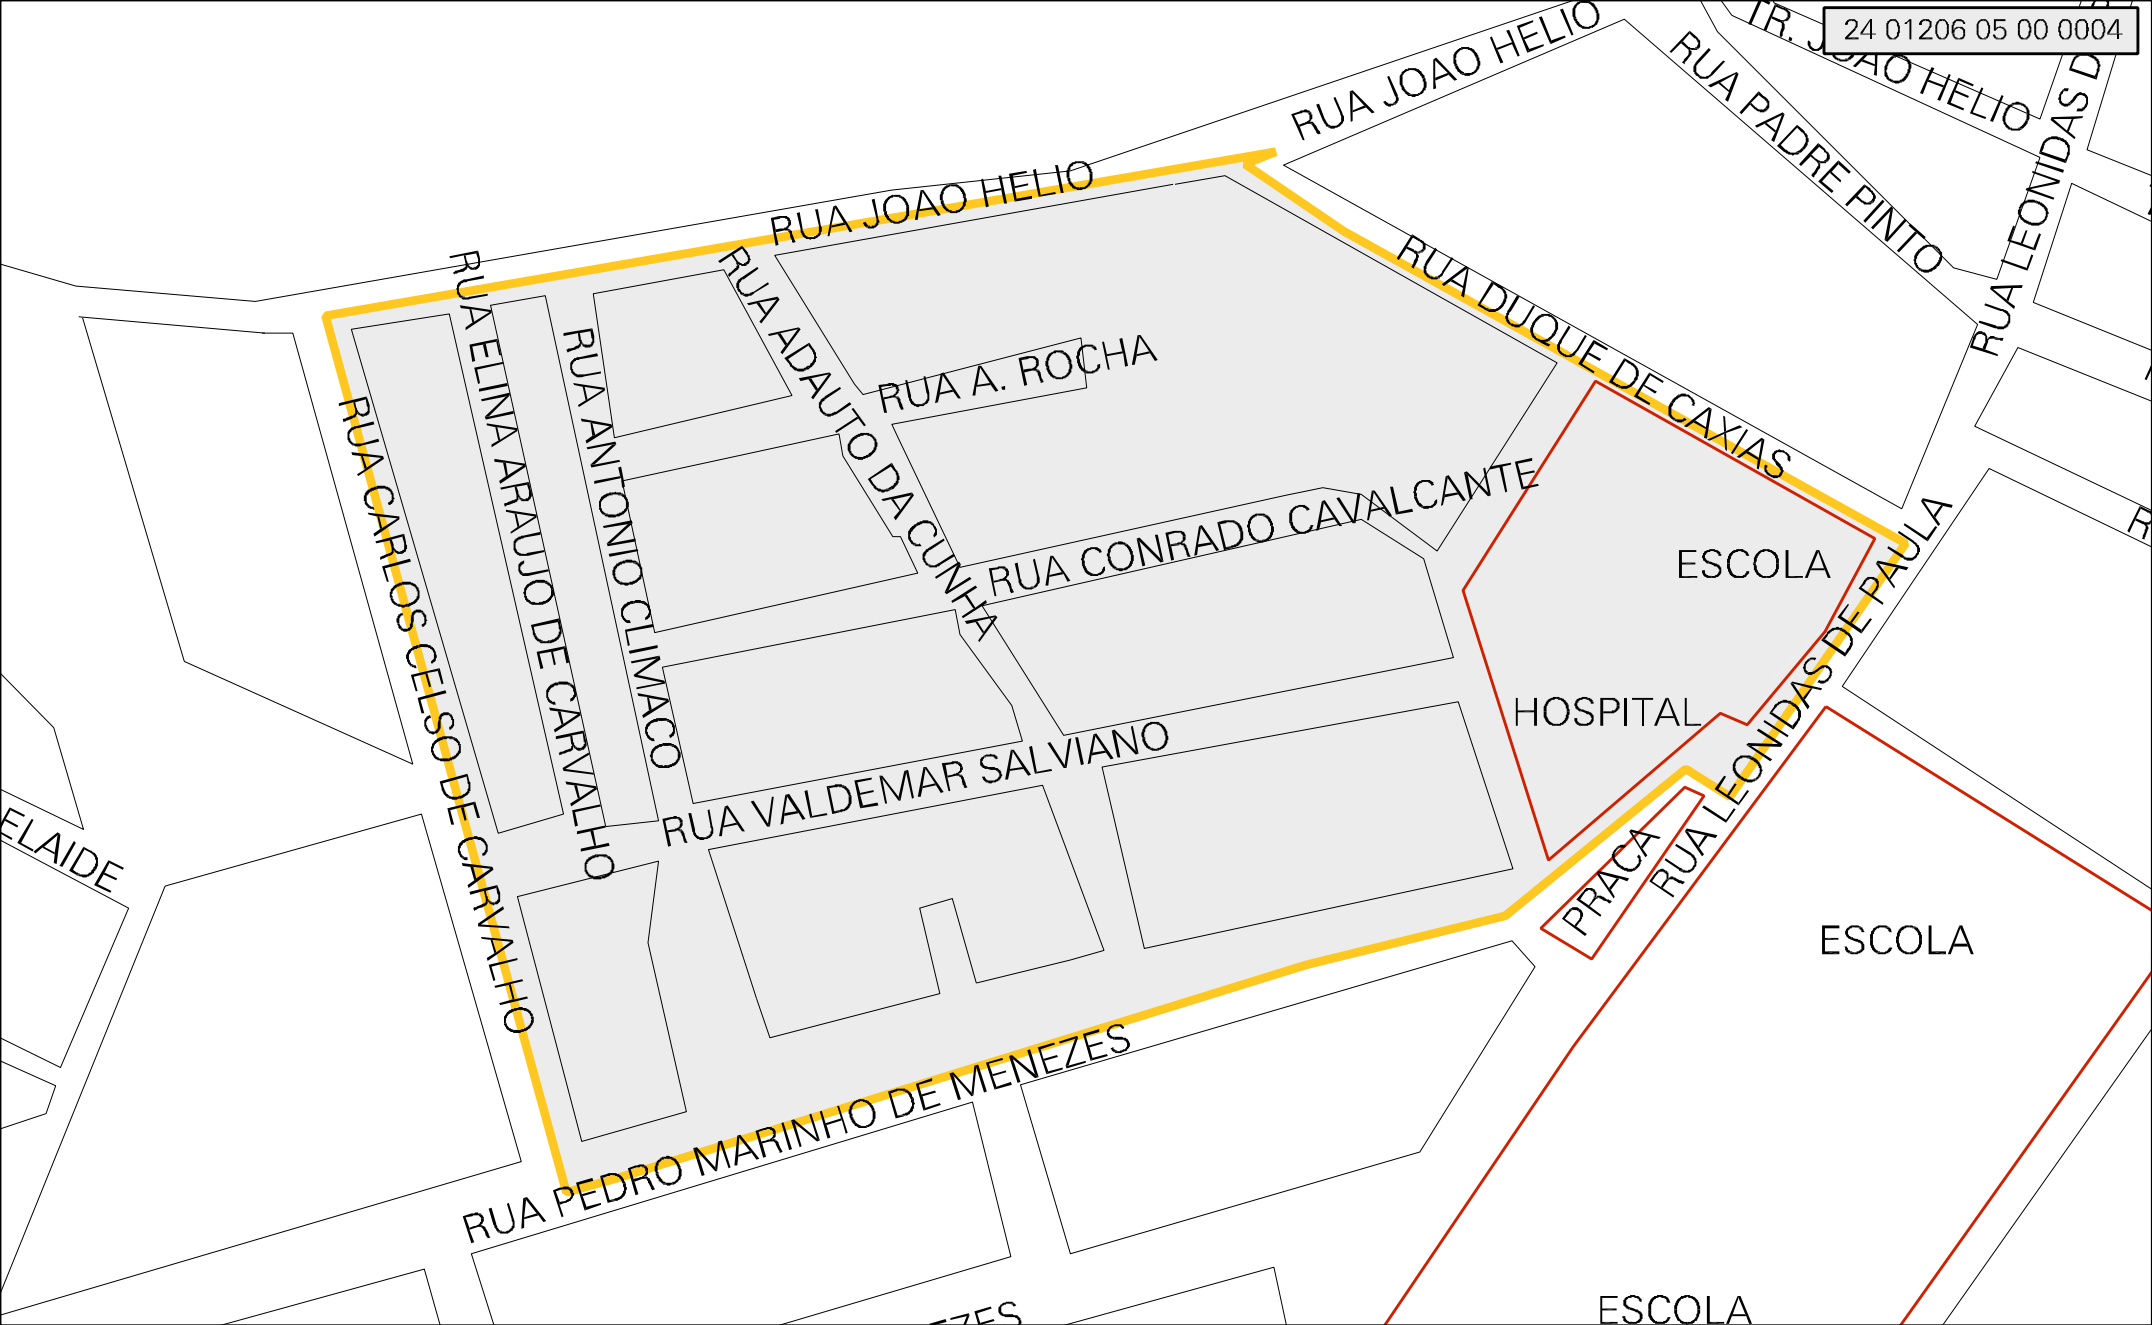 24 01206 05 00 0004
TR. JOAO HELIO
RUA JOAO HELIO
RUA PADRE PINTO
RUA LEONIDAS D
RUA JOAO HELIO
RUA DUQUE DE CAXIAS
RUA ELINA ARAUJO DE CARVALHO
RUA ANTONIO CLIMACO
RUA ADAUTO DA CUNHA
RUA A. ROCHA
RUA CARLOS CELSO DE CARVALHO
RUA CONRADO CAVALCANTE
ESCOLA
HOSPITAL
RUA LEONIDAS DE PAULA
RUA VALDEMAR SALVIANO
ELAIDE
PRACA
ESCOLA
RUA PEDRO MARINHO DE MENEZES
EZES
ESCOLA